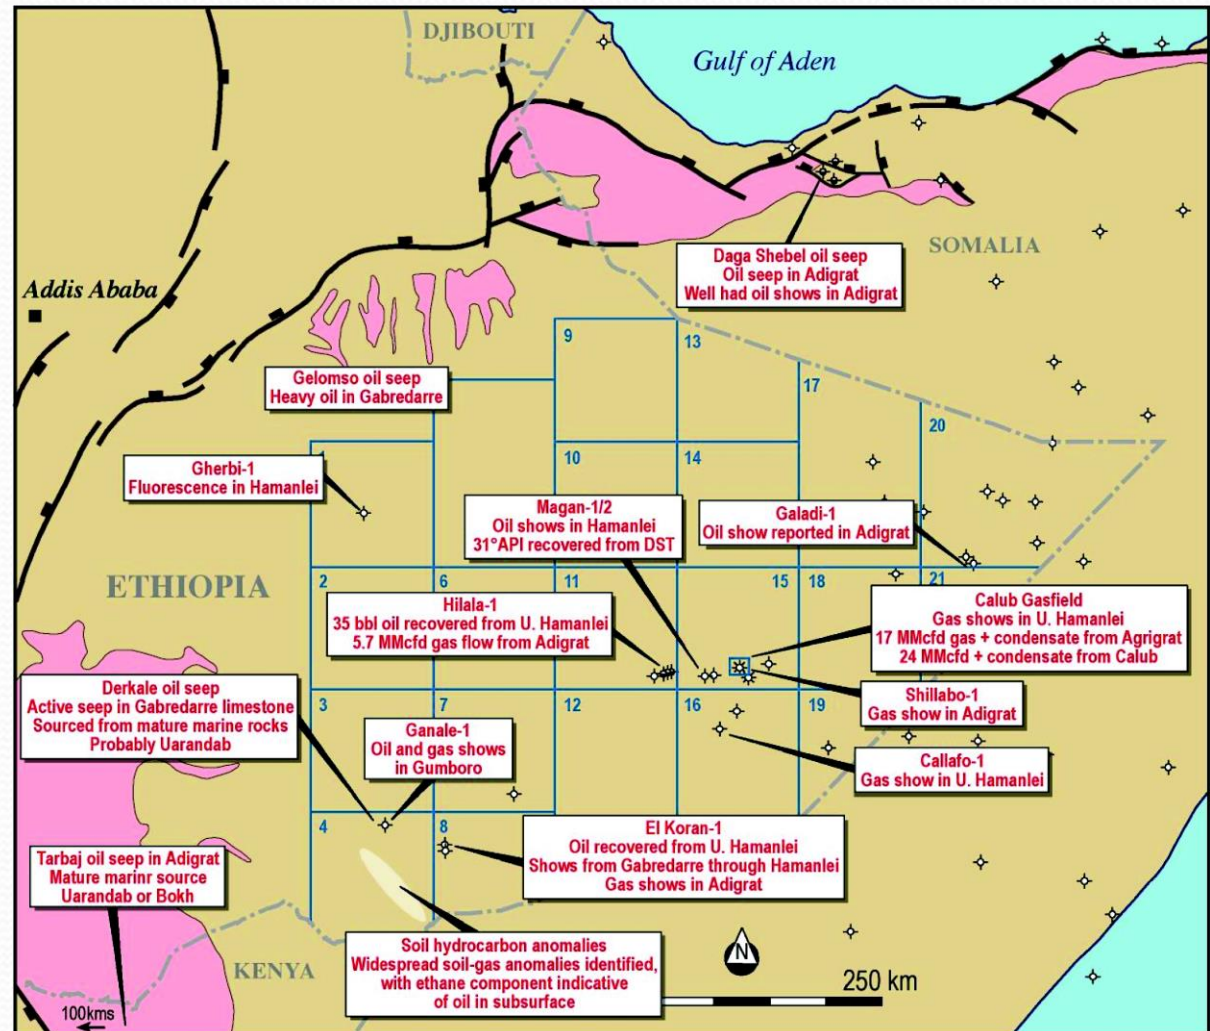 DJIBOUTI
Gulf of Aden
SOMALIA
Addis Ababa
Daga Shebel oil seep
Oil seep in Adigrat
Well had oil shows in Adigrat
9
13
17
20
Gelomso oil seep
Heavy oil in Gabredarre
1
10
14
Gherbi-1
Fluorescence in Hamanlei
Magan-1/2
Oil shows in Hamanlei
31°API recovered from DST
Galadi-1
Oil show reported in Adigrat
ETHIOPIA
2
6
11
15
18
21
Hilala-1
35 bbl oil recovered from U. Hamanlei
5.7 MMcfd gas flow from Adigrat
Calub Gasfield
Gas shows in U. Hamanlei
17 MMcfd gas + condensate from Agrigrat
24 MMcfd + condensate from Calub
Derkale oil seep
Active seep in Gabredarre limestone
Sourced from mature marine rocks
Probably Uarandab
Shillabo-1
Gas show in Adigrat
3
7
12
16
19
Ganale-1
Oil and gas shows
in Gumboro
Callafo-1
Gas show in U. Hamanlei
4
8
El Koran-1
Oil recovered from U. Hamanlei
Shows from Gabredarre through Hamanlei
Gas shows in Adigrat
Tarbaj oil seep in Adigrat
Mature marinr source
Uarandab or Bokh
Soil hydrocarbon anomalies
Widespread soil-gas anomalies identified,
with ethane component indicative
of oil in subsurface
KENYA
N
250 km
100kms